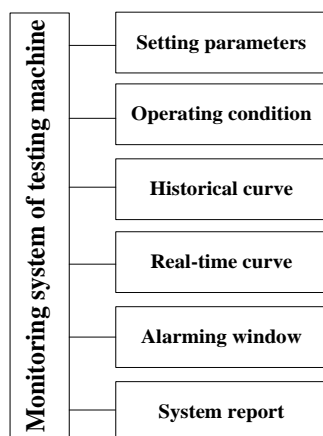 Monitoring system of testing machine
Setting parameters
Operating condition
Historical curve
Real-time curve
Alarming window
System report